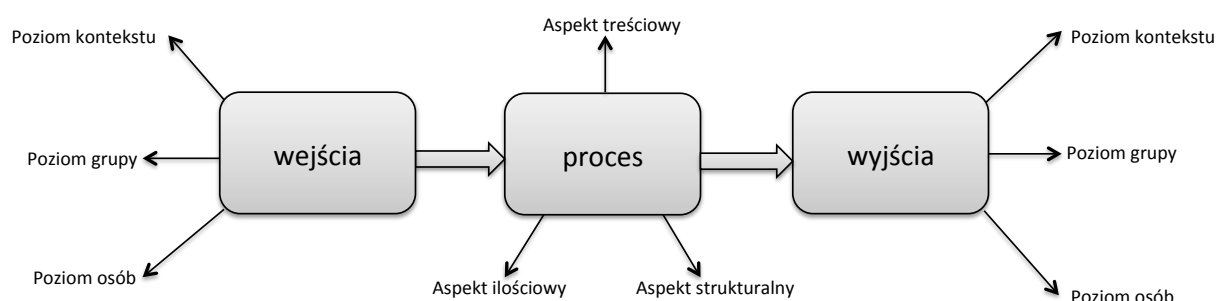 Aspekt treściowy
Poziom kontekstu
Poziom kontekstu
wejścia
proces
wyjścia
Poziom grupy
Poziom grupy
Poziom osób
Aspekt ilościowy
Aspekt strukturalny
Poziom osób